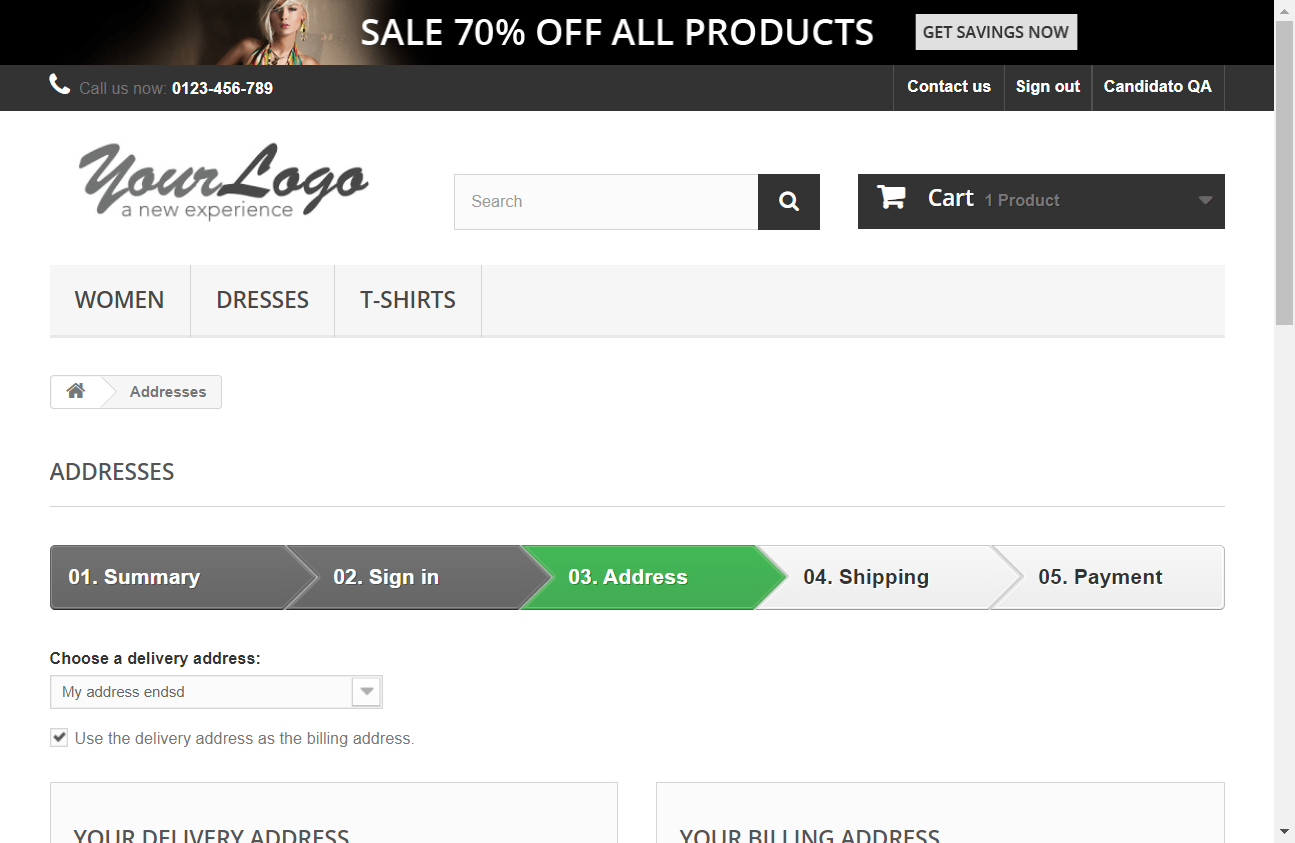 SALE 70% OFF ALL PRODUCTS GET SAVINGS NOW
Call us now: 0123-456-789 Contact us Sign out Candidato QA
Your Logo
a new experience
Search
Cart 1 Product
WOMEN DRESSES T-SHIRTS
Addresses
ADDRESSES
01. Summary 02. Sign in 03. Address 04. Shipping 05. Payment
Choose a delivery address:
My address endsd
Use the delivery address as the billing address.
YOUR DELIVERY ADDRESS YOUR BILLING ADDRESS